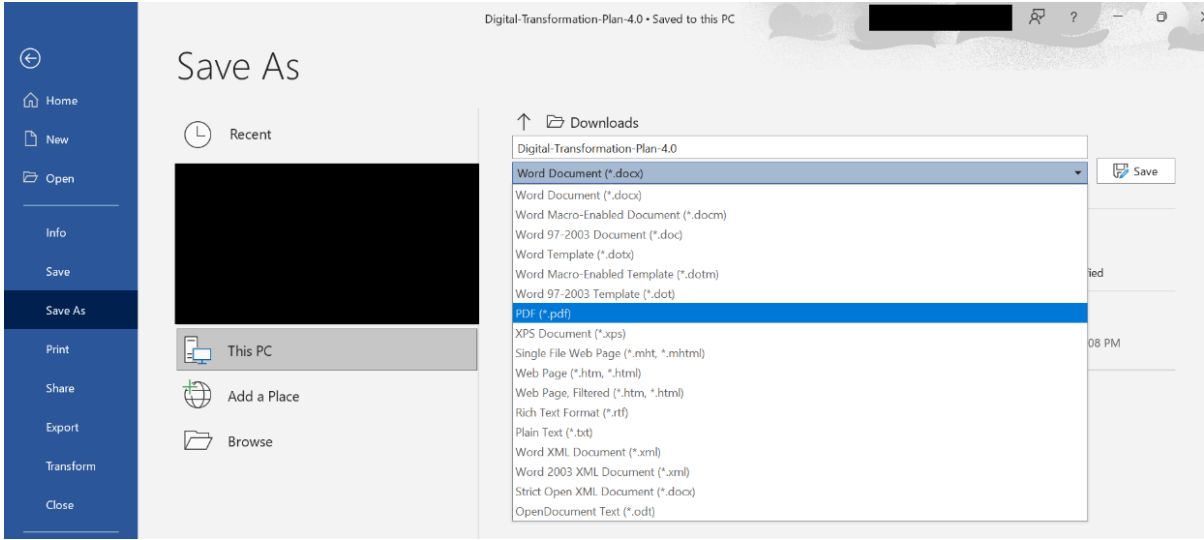 Digital-Transformation-Plan-4.0 • Saved to this PC
?
Home
New
Open
Info
Save
Save As
Print
Share
Export
Transform
Close
Save As
Recent
This PC
Add a Place
Browse
Downloads
Digital-Transformation-Plan-4.0
Word Document (*.docx)
Save
Word Document (*.docx)
Word Macro-Enabled Document (*.docm)
Word 97-2003 Document (*.doc)
Word Template (*.dotx)
Word Macro-Enabled Template (*.dotm)
Word 97-2003 Template (*.dot)
PDF (*.pdf)
XPS Document (*.xps)
Single File Web Page (*.mht, *.mhtml)
Web Page (*.htm, *.html)
Web Page, Filtered (*.htm, *.html)
Rich Text Format (*.rtf)
Plain Text (*.txt)
Word XML Document (*.xml)
Word 2003 XML Document (*.xml)
Strict Open XML Document (*.docx)
OpenDocument Text (*.odt)
08 PM